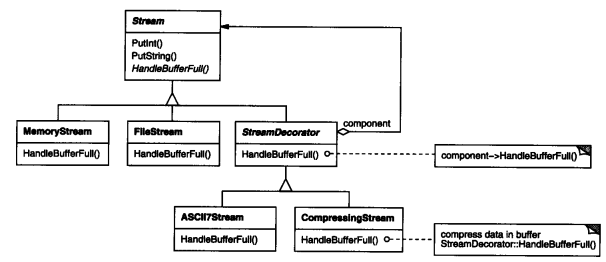 Stream
PutInt()
PutString()
HandleBufferFull()
component
MemoryStream
HandleBufferFull()
FileStream
HandleBufferFull()
StreamDecorator
HandleBufferFull()
component->HandleBufferFull()
ASCII7Stream
HandleBufferFull()
CompressingStream
HandleBufferFull()
compress data in buffer
StreamDecorator::HandleBufferFull()